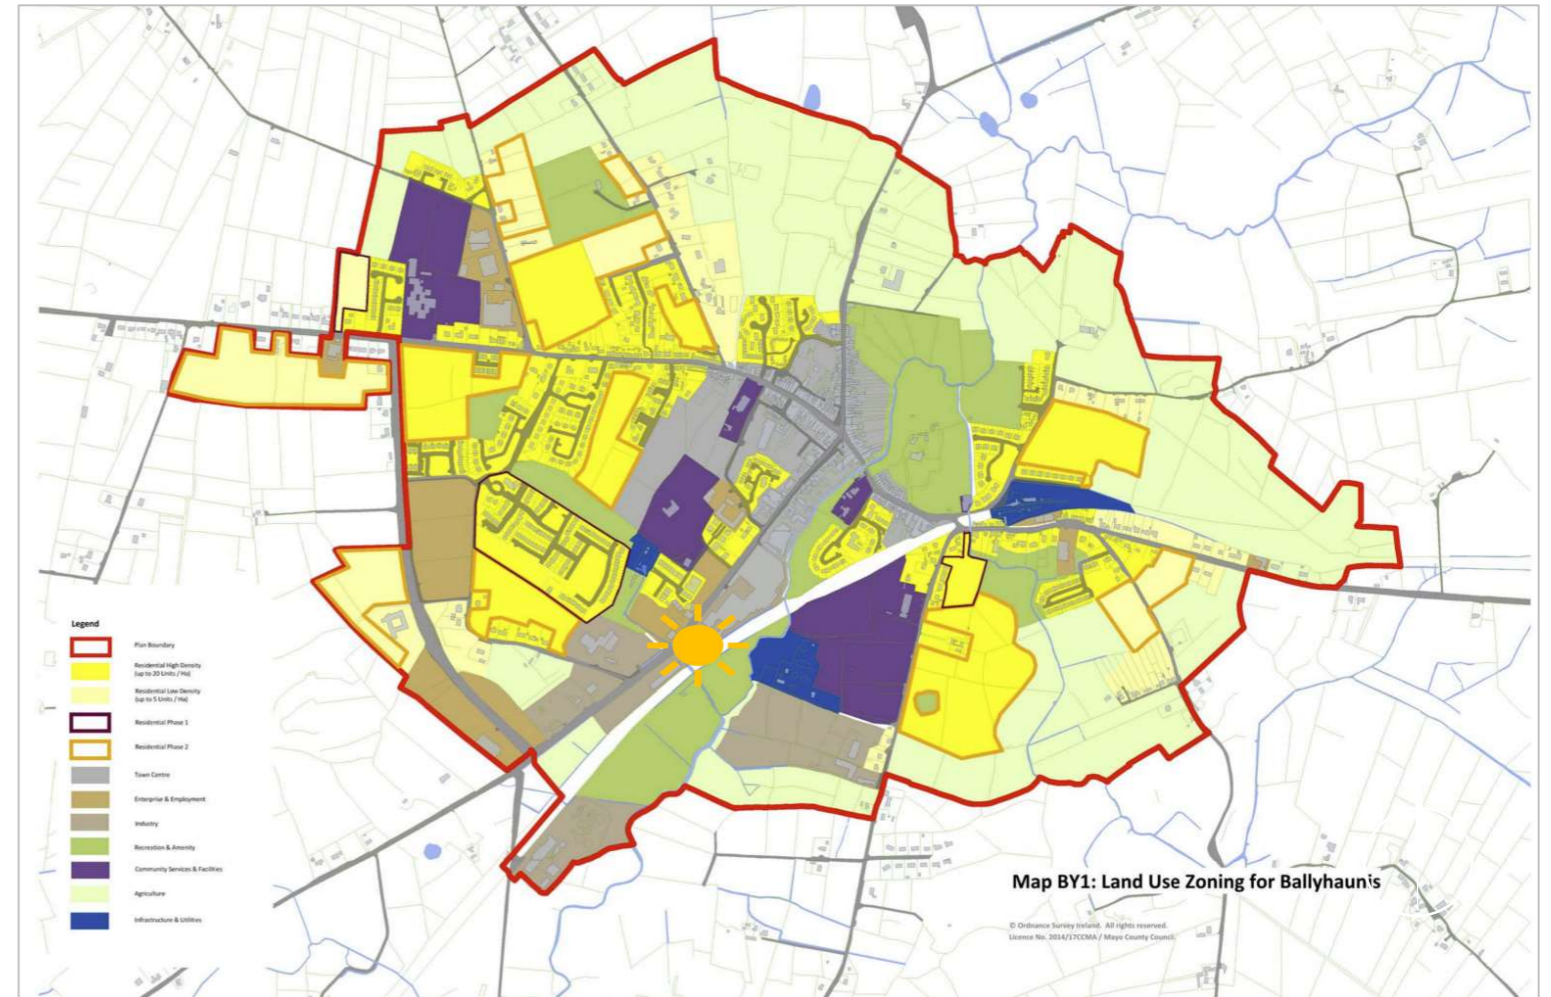 Legend
Plan Boundary
Residential High Density
(up to 20 Units / Ha)
Residential Low Density
(up to 5 Units / Ha)
Residential Phase 1
Residential Phase 2
Town Centre
Enterprise & Employment
Industry
Recreation & Amenity
Community Services & Facilities
Agriculture
Infrastructure & Utilities
Map BY1: Land Use Zoning for Ballyhaunis
© Ordnance Survey Ireland. All rights reserved.
Licence No. 2014/17CCMA / Mayo County Council.